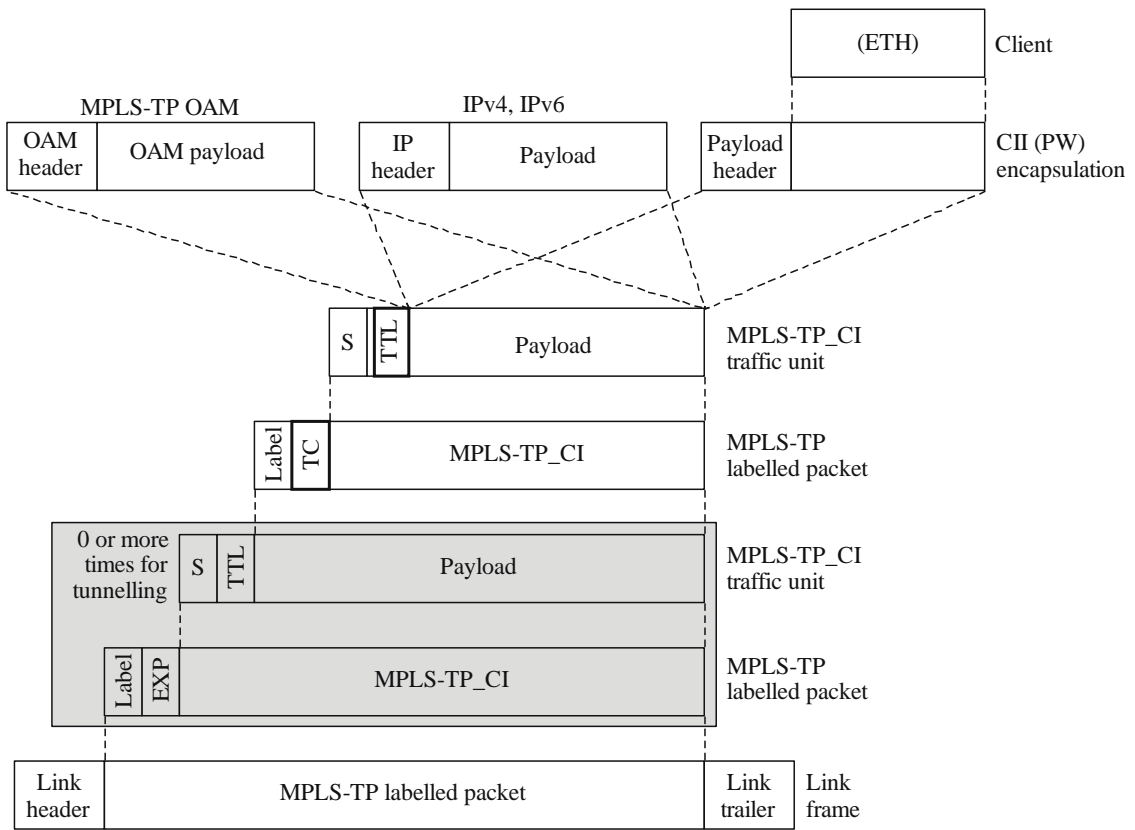 (ETH)
Client
MPLS-TP OAM
IPv4, IPv6
OAM
header
OAM payload
IP
header
Payload
Payload
header
CII (PW)
encapsulation
S
TTL
Payload
MPLS-TP_CI
traffic unit
Label
TC
MPLS-TP_CI
MPLS-TP
labelled packet
0 or more
times for
tunnelling
S
TTL
Payload
MPLS-TP_CI
traffic unit
Label
EXP
MPLS-TP_CI
MPLS-TP
labelled packet
Link
header
MPLS-TP labelled packet
Link
trailer
Link
frame